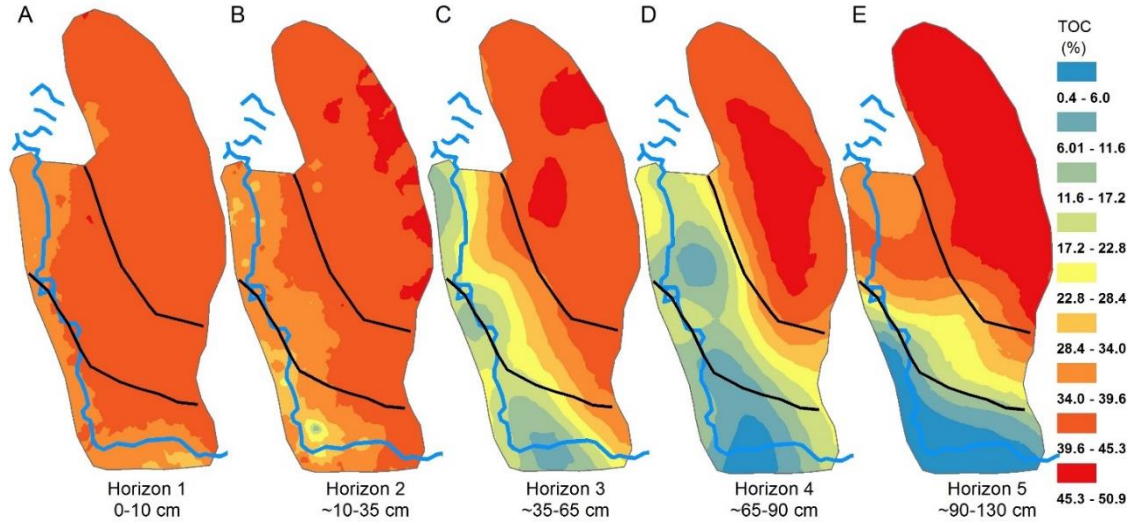 A
B
C
D
E
TOC
(%)
0.4 - 6.0
6.01 - 11.6
11.6 - 17.2
17.2 - 22.8
22.8 - 28.4
28.4 - 34.0
34.0 - 39.6
39.6 - 45.3
45.3 - 50.9
Horizon 1
0-10 cm
Horizon 2
~10-35 cm
Horizon 3
~35-65 cm
Horizon 4
~65-90 cm
Horizon 5
~90-130 cm